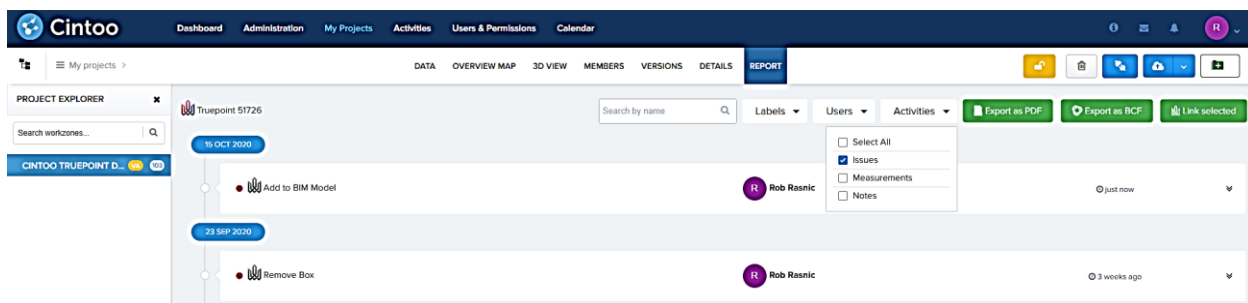 Cintoo
Dashboard Administration My Projects Activities Users & Permissions Calendar R
My projects > DATA OVERVIEW MAP 3D VIEW MEMBERS VERSIONS DETAILS REPORT
PROJECT EXPLORER
Truepoint 51726 Search by name Labels Users Activities Export as PDF Export as BCF Link selected
Search workzones...
15 OCT 2020 Select All
CINTOO TRUEPOINT D... VA 103 Issues
Add to BIM Model R Rob Rasnic Measurements just now
Notes
23 SEP 2020
Remove Box R Rob Rasnic 3 weeks ago